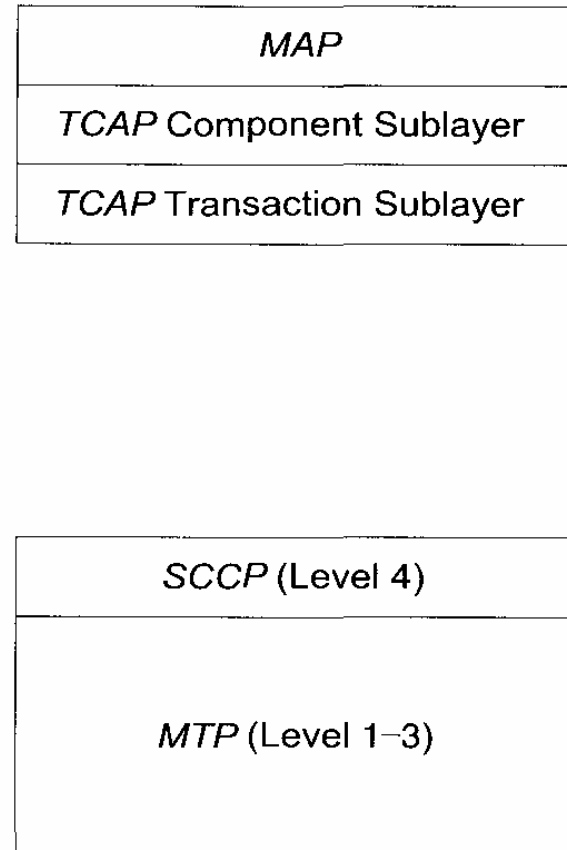 MAP
TCAP Component Sublayer
TCAP Transaction Sublayer
SCCP (Level 4)
MTP (Level 1–3)